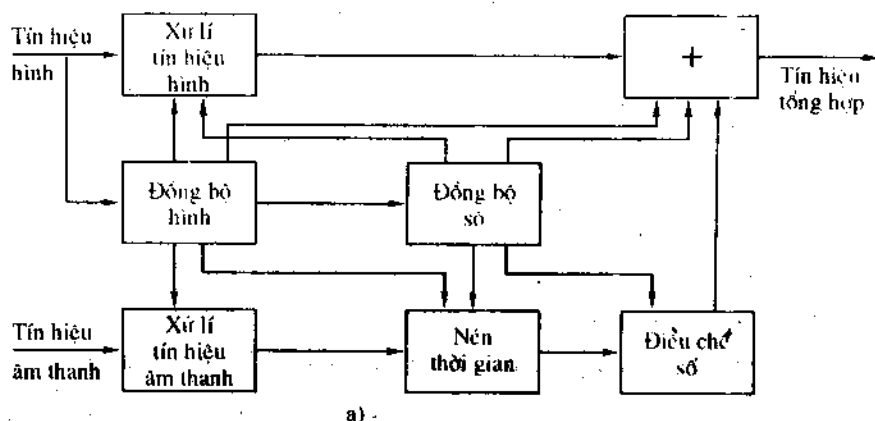 Tín hiệu
hình
Xử lí
tín hiệu
hình
+
Tín hiệu
tổng hợp
Đồng bộ
hình
Đồng bộ
số
Tín hiệu
âm thanh
Xử lí
tín hiệu
âm thanh
Nén
thời gian
Điều chế
số
a)